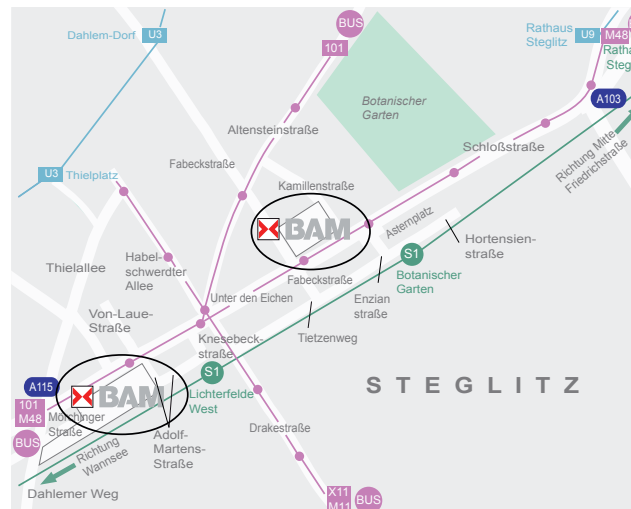 BUS
101
Dahlem-Dorf
U3
Rathaus
Steglitz
U9
M48
Ratha
Steg
A103
Botanischer
Garten
Altensteinstraße
Schloßstraße
Richtung Mitte
Friedrichstraße
Fabeckstraße
U3
Thielplatz
Kamillenstraße
BAM
Asternplatz
Hortensien-
straße
Thielallee
Habel-
schwerdter
Allee
S1
Botanischer
Garten
Fabeckstraße
Enzian
straße
Unter den Eichen
Von-Laue-
Straße
Tietzenweg
Knesebeck-
straße
S1
Lichterfelde
West
STEGLITZ
A115
BAM
101
M48
Mörchinger
Straße
BUS
Adolf-
Martens-
Straße
Drakestraße
Richtung
Wannsee
Dahlemer Weg
X11
M11
BUS